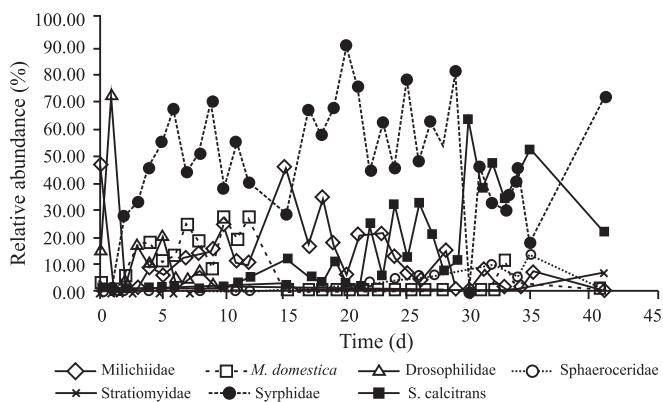 Relative abundance (%)
100.00
90.00
80.00
70.00
60.00
50.00
40.00
30.00
20.00
10.00
0.00
0 5 10 15 20 25 30 35 40 45
Time (d)
Milichiidae M. domestica Drosophilidae Sphaeroceridae
Stratiomyidae Syrphidae S. calcitrans